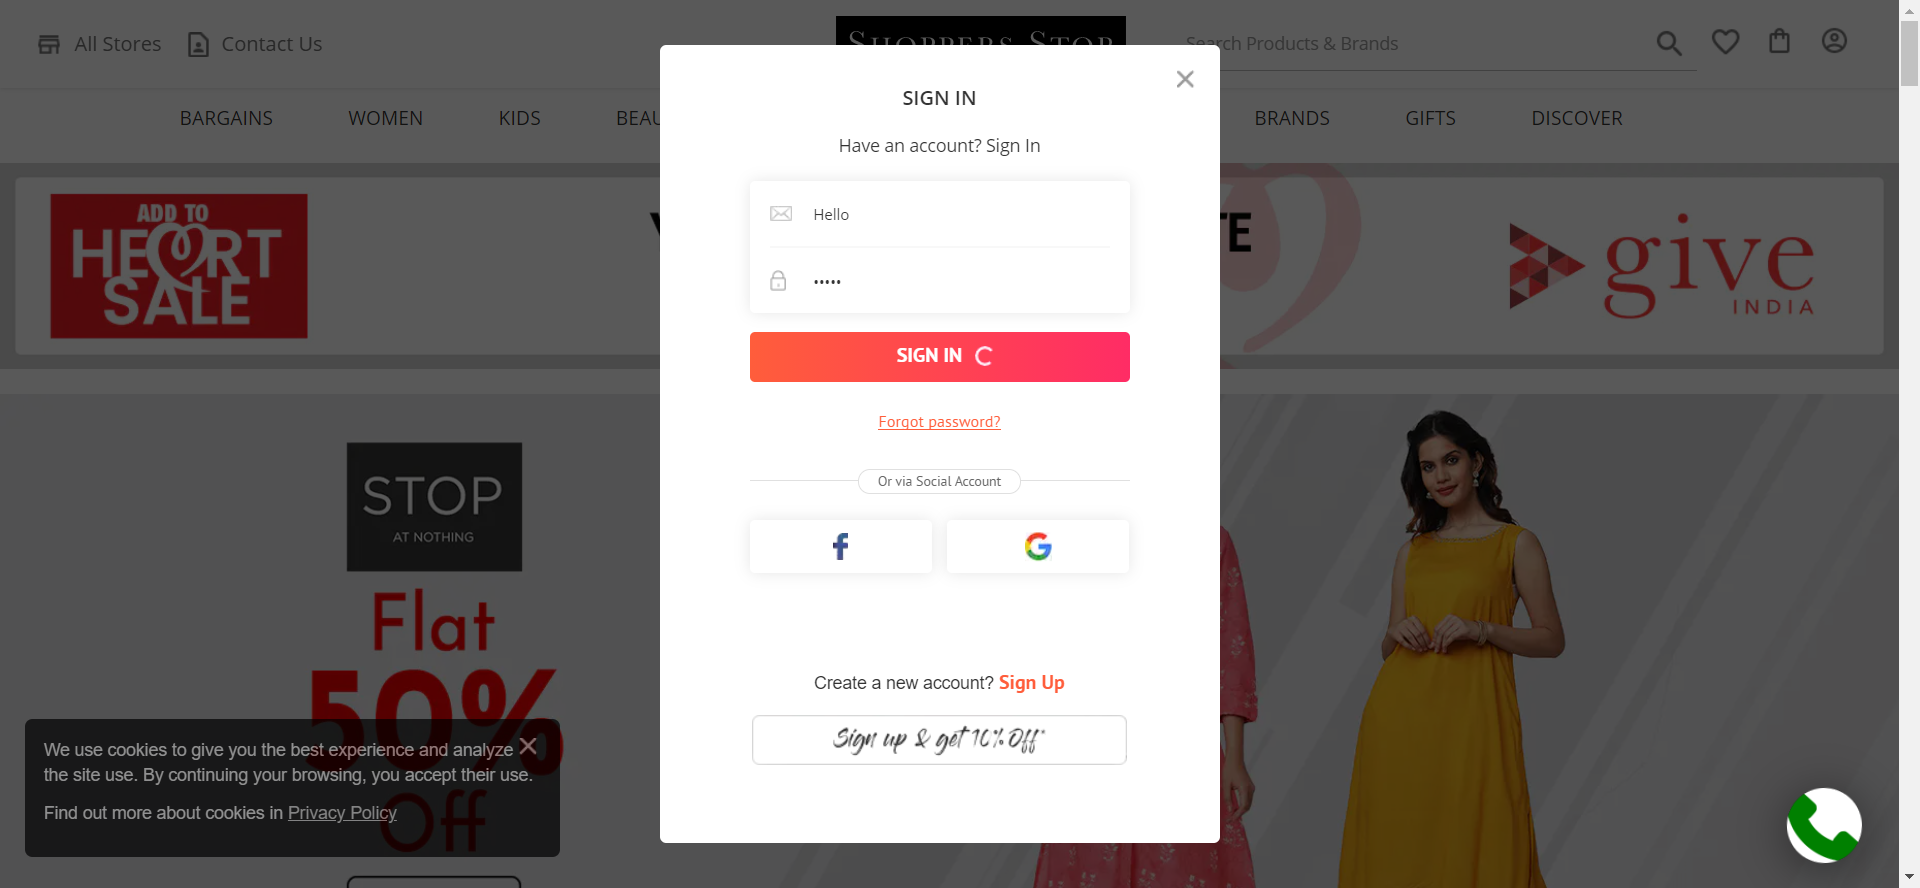 All Stores
Contact Us
SHOPPERS STOP
Search Products & Brands
BARGAINS
WOMEN
KIDS
BRANDS
GIFTS
DISCOVER
ADD TO
HEART
SALE
give
INDIA
SIGN IN
Have an account? Sign In
Hello
•••••
SIGN IN
Forgot password?
Or via Social Account
Create a new account? Sign Up
Sign up & get 10% Off*
STOP
AT NOTHING
Flat
50%
Off
We use cookies to give you the best experience and analyze
the site use. By continuing your browsing, you accept their use.
Find out more about cookies in Privacy Policy